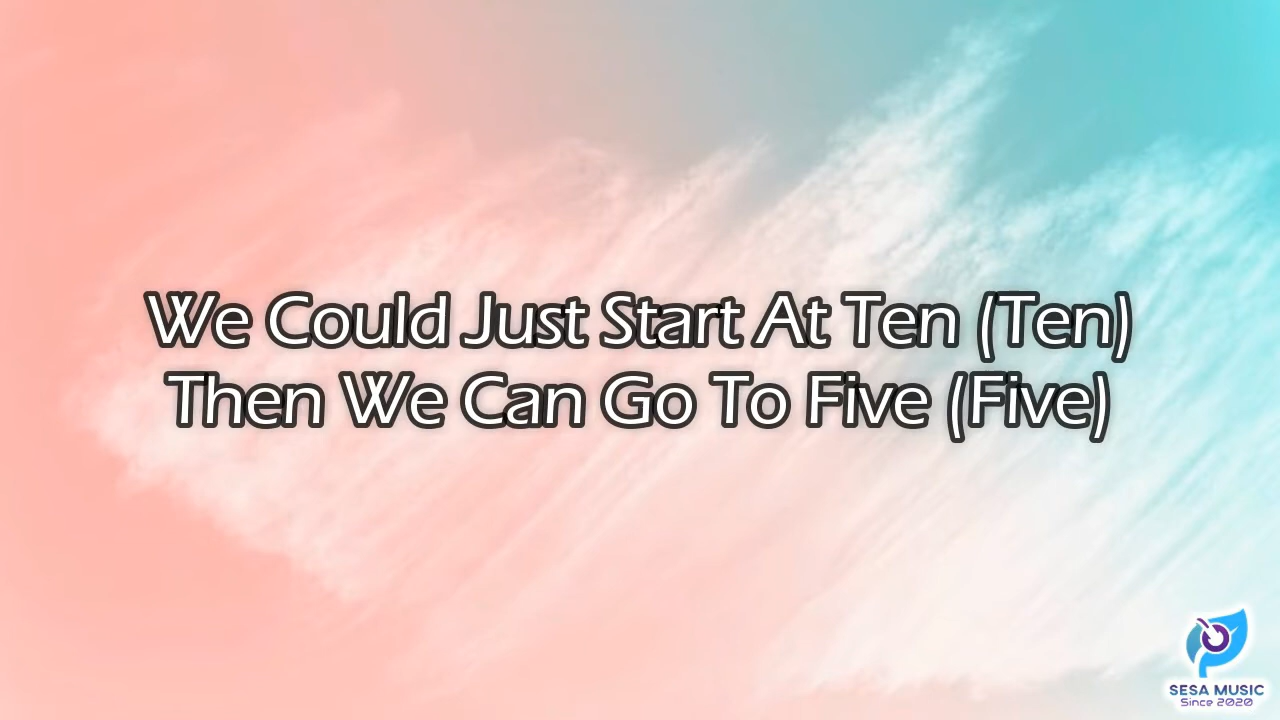 We Could Just Start At Ten (Ten)
Then We Can Go To Five (Five)
SESA MUSIC
Since 2020